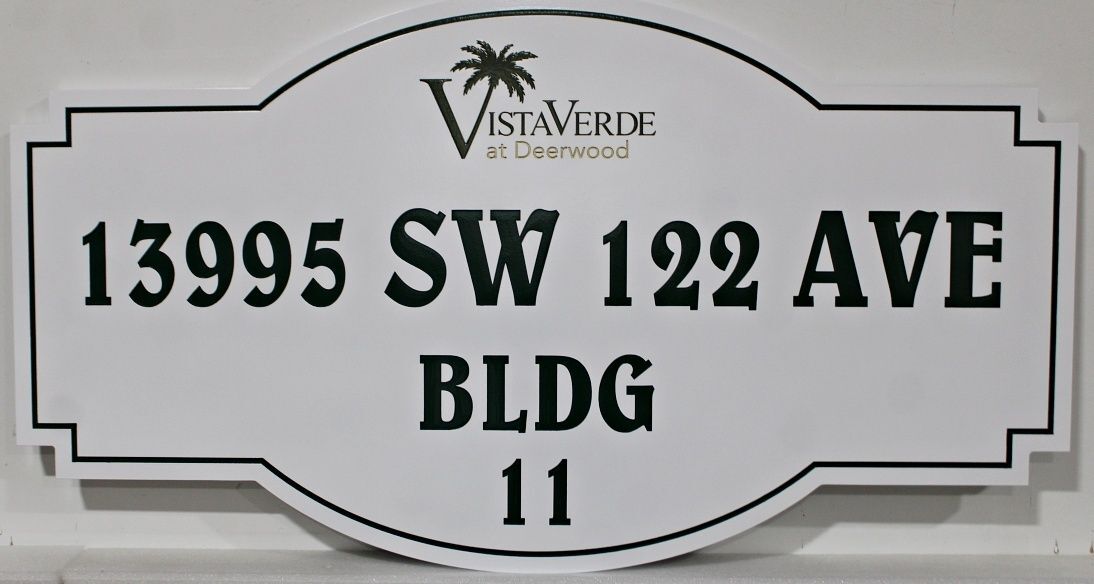 VISTAVERDE
at Deerwood
13995 SW 122 AVE
BLDG
11